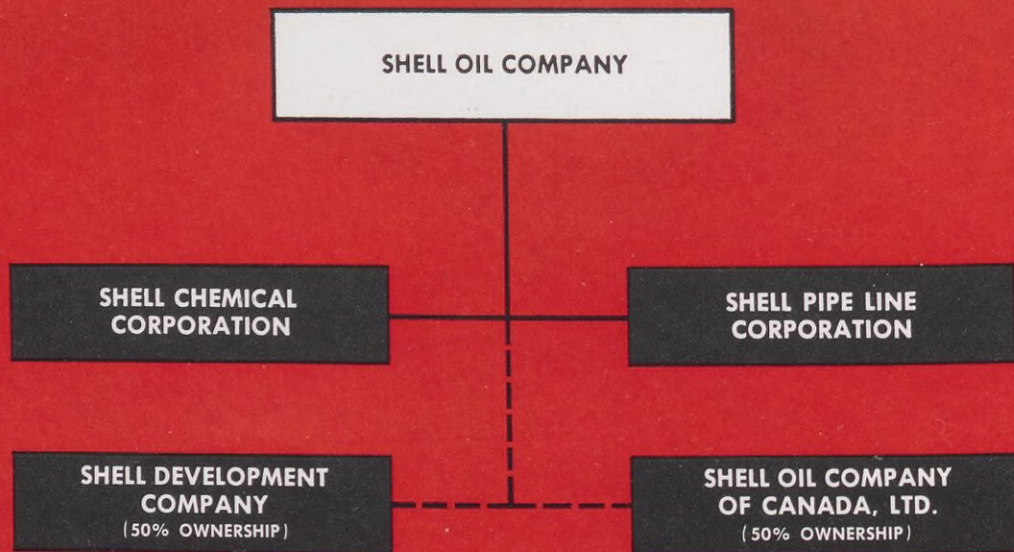 SHELL OIL COMPANY
SHELL CHEMICAL
CORPORATION
SHELL PIPE LINE
CORPORATION
SHELL DEVELOPMENT
COMPANY
(50% OWNERSHIP)
SHELL OIL COMPANY
OF CANADA, LTD.
(50% OWNERSHIP)